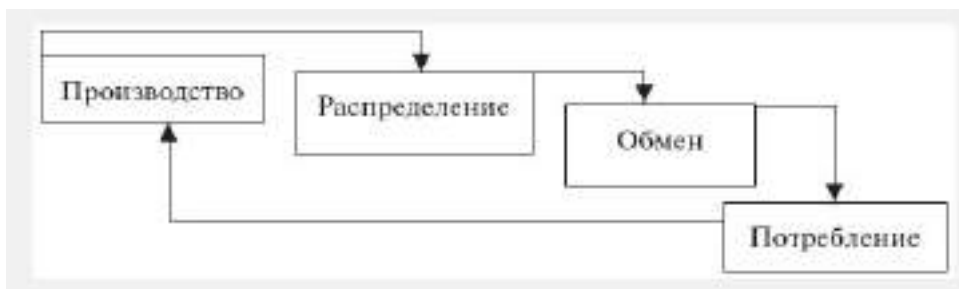 Производство
Распределение
Обмен
Потребление